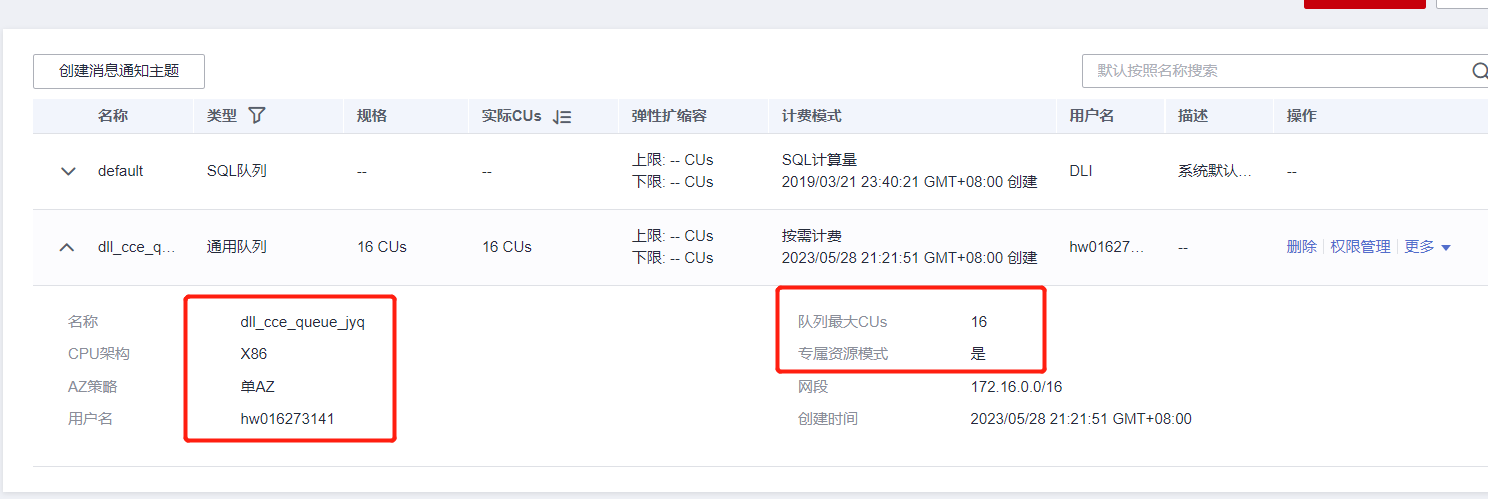 创建消息通知主题
默认按照名称搜索
名称 类型 规格 实际CUs 弹性扩缩容 计费模式 用户名 描述 操作
default SQL队列 -- -- 上限: -- CUs SQL计算量 DLI 系统默认... --
下限: -- CUs 2019/03/21 23:40:21 GMT+08:00 创建
dll_cce_q... 通用队列 16 CUs 16 CUs 上限: -- CUs 按需计费 hw01627... -- 删除 权限管理 更多
下限: -- CUs 2023/05/28 21:21:51 GMT+08:00 创建
名称 dll_cce_queue_jyq 队列最大CUs 16
CPU架构 X86 专属资源模式 是
AZ策略 单AZ 网段 172.16.0.0/16
用户名 hw016273141 创建时间 2023/05/28 21:21:51 GMT+08:00